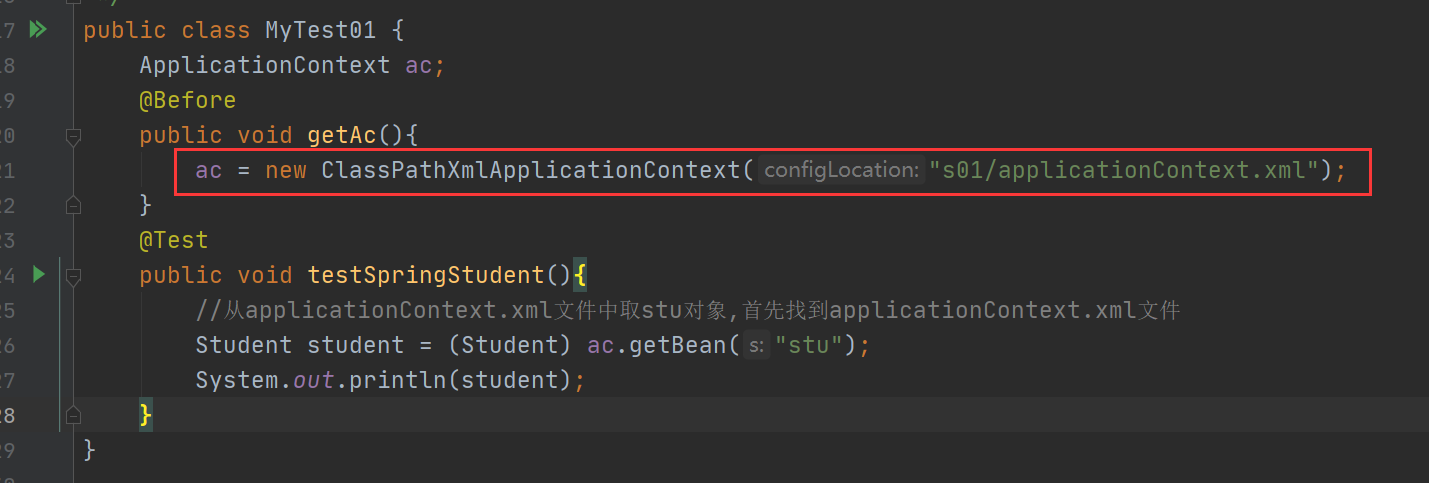 */
17 public class MyTest01 {
18 ApplicationContext ac;
19 @Before
20 public void getAc(){
21 ac = new ClassPathXmlApplicationContext( configLocation: "s01/applicationContext.xml");
22 }
23 @Test
24 public void testSpringStudent(){
25 //从applicationContext.xml文件中取stu对象,首先找到applicationContext.xml文件
26 Student student = (Student) ac.getBean( s: "stu");
27 System.out.println(student);
28 }
29 }